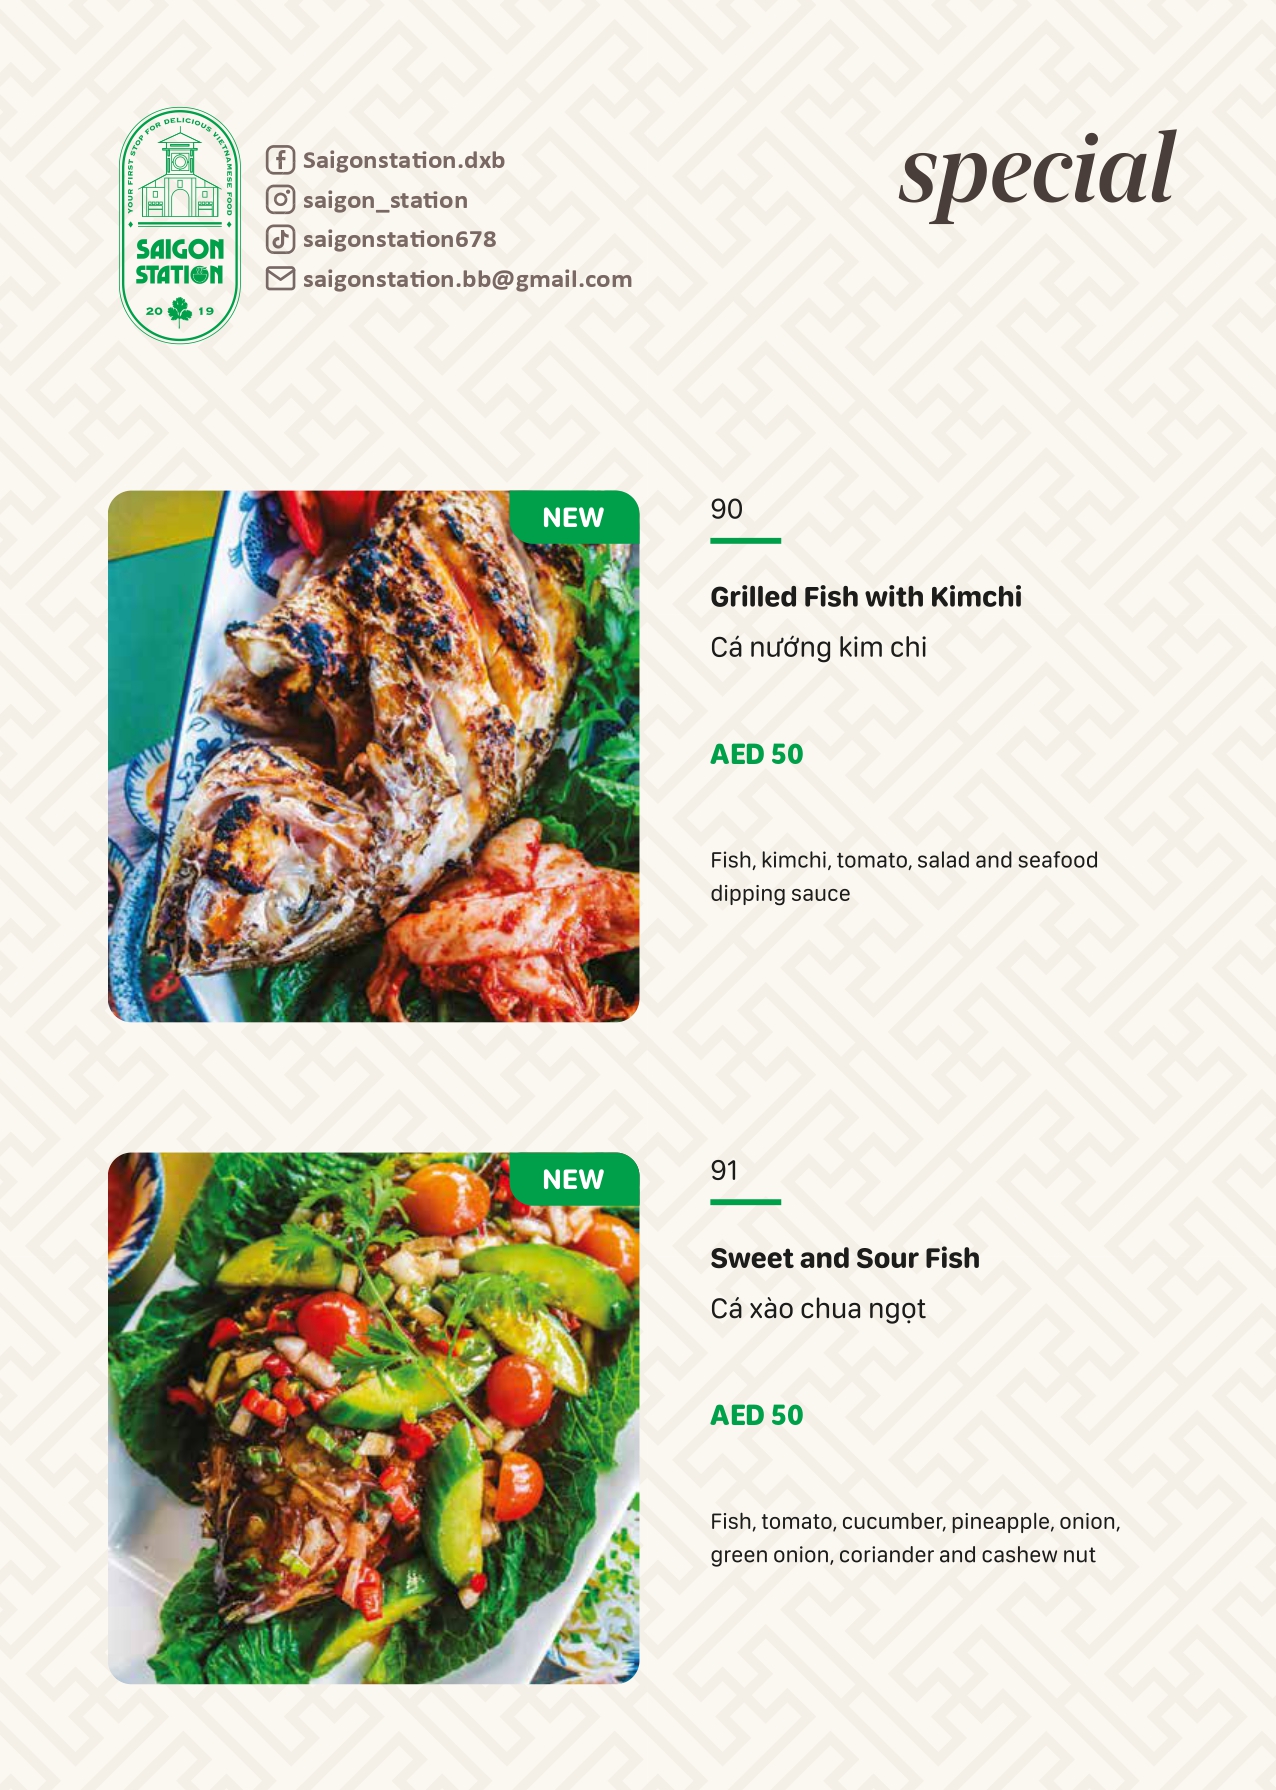 YOUR FIRST STOP FOR DELICIOUS VIETNAMESE FOOD
SAIGON
STATION
20 19
Saigonstation.dxb
saigon_station
saigonstation678
saigonstation.bb@gmail.com
special
NEW
90
Grilled Fish with Kimchi
Cá nướng kim chi
AED 50
Fish, kimchi, tomato, salad and seafood
dipping sauce
NEW
91
Sweet and Sour Fish
Cá xào chua ngọt
AED 50
Fish, tomato, cucumber, pineapple, onion,
green onion, coriander and cashew nut